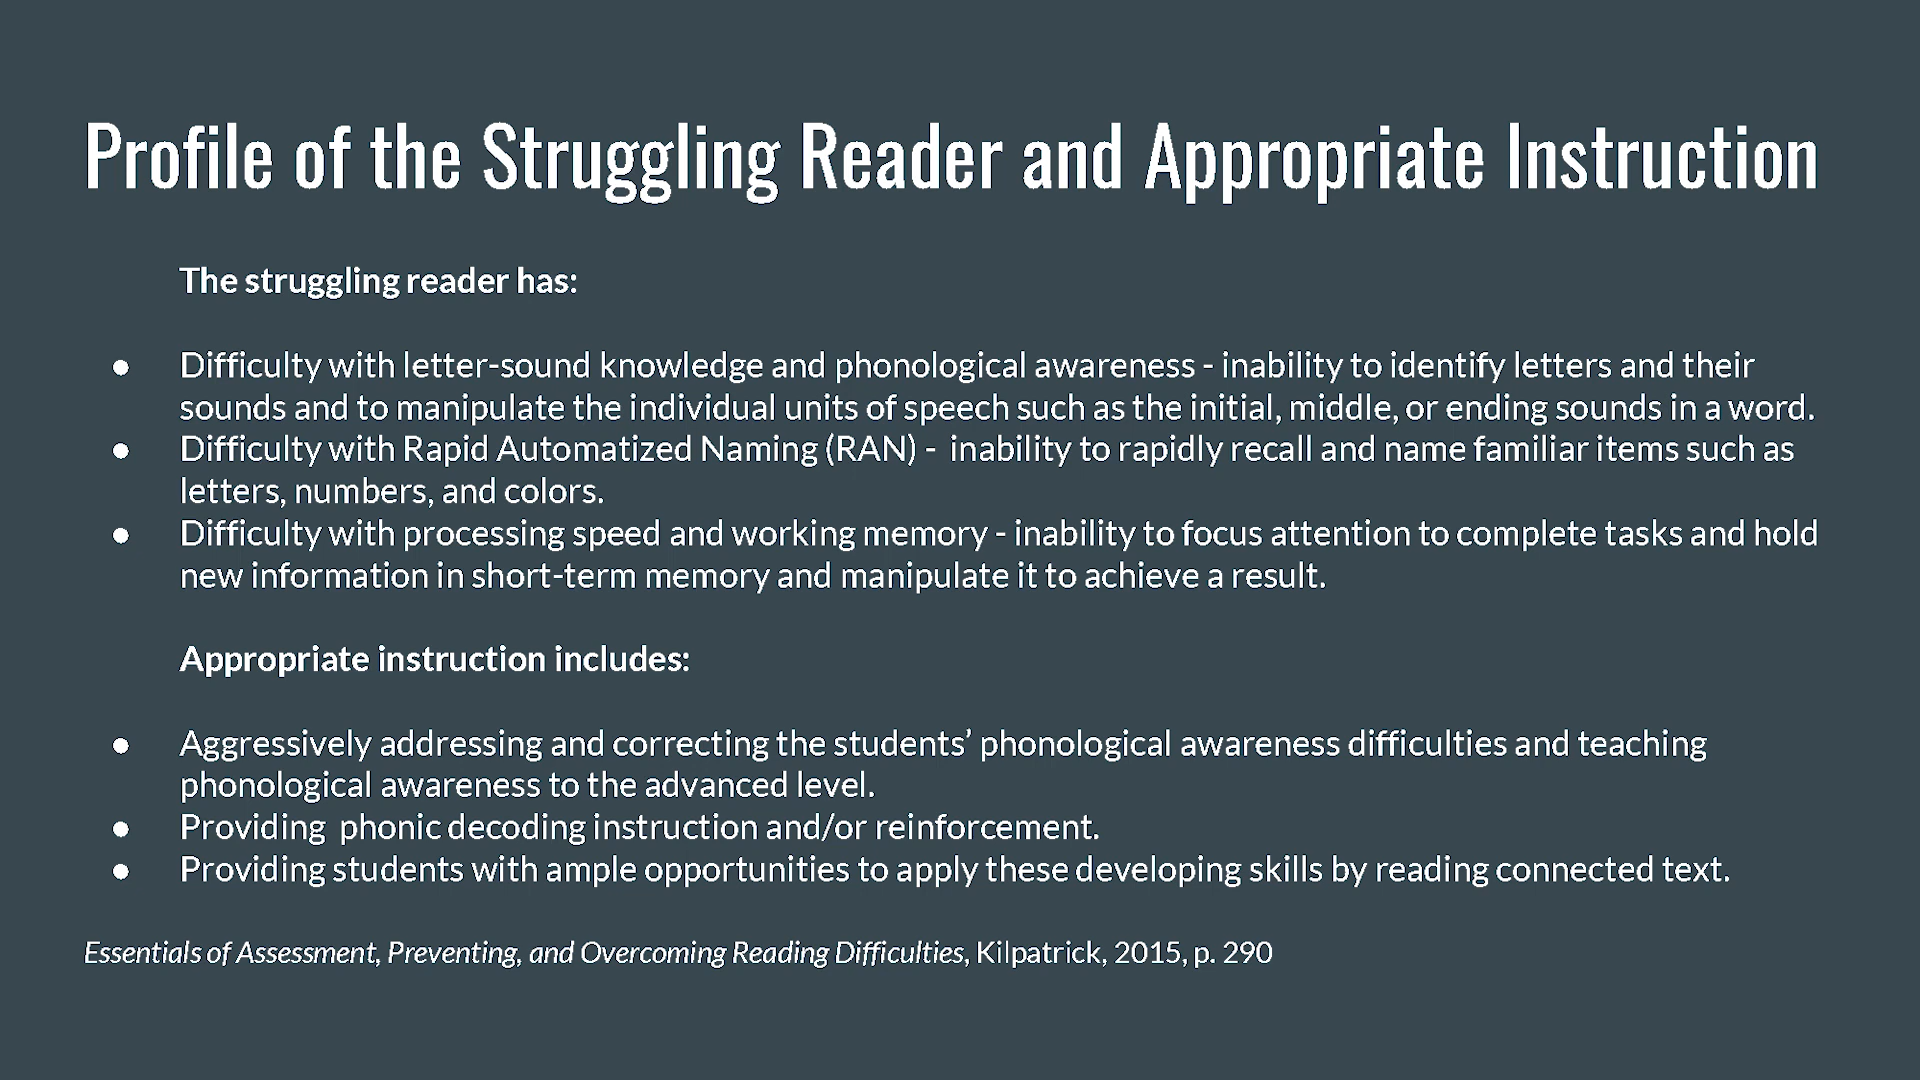 Profile of the Struggling Reader and Appropriate Instruction
The struggling reader has:
● Difficulty with letter-sound knowledge and phonological awareness - inability to identify letters and their
sounds and to manipulate the individual units of speech such as the initial, middle, or ending sounds in a word.
● Difficulty with Rapid Automatized Naming (RAN) - inability to rapidly recall and name familiar items such as
letters, numbers, and colors.
● Difficulty with processing speed and working memory - inability to focus attention to complete tasks and hold
new information in short-term memory and manipulate it to achieve a result.
Appropriate instruction includes:
● Aggressively addressing and correcting the students’ phonological awareness difficulties and teaching
phonological awareness to the advanced level.
● Providing phonic decoding instruction and/or reinforcement.
● Providing students with ample opportunities to apply these developing skills by reading connected text.
Essentials of Assessment, Preventing, and Overcoming Reading Difficulties, Kilpatrick, 2015, p. 290